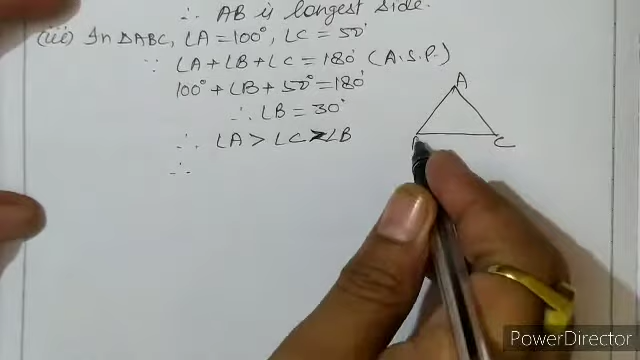 ∴ AB is longest side.
(iii) In ΔABC, ∠A = 100°, ∠C = 50°
∵ ∠A + ∠B + ∠C = 180° (A.S.P.)
100° + ∠B + 50° = 180°
∴ ∠B = 30°
∴ ∠A > ∠C > ∠B
∴
A
C
PowerDirector